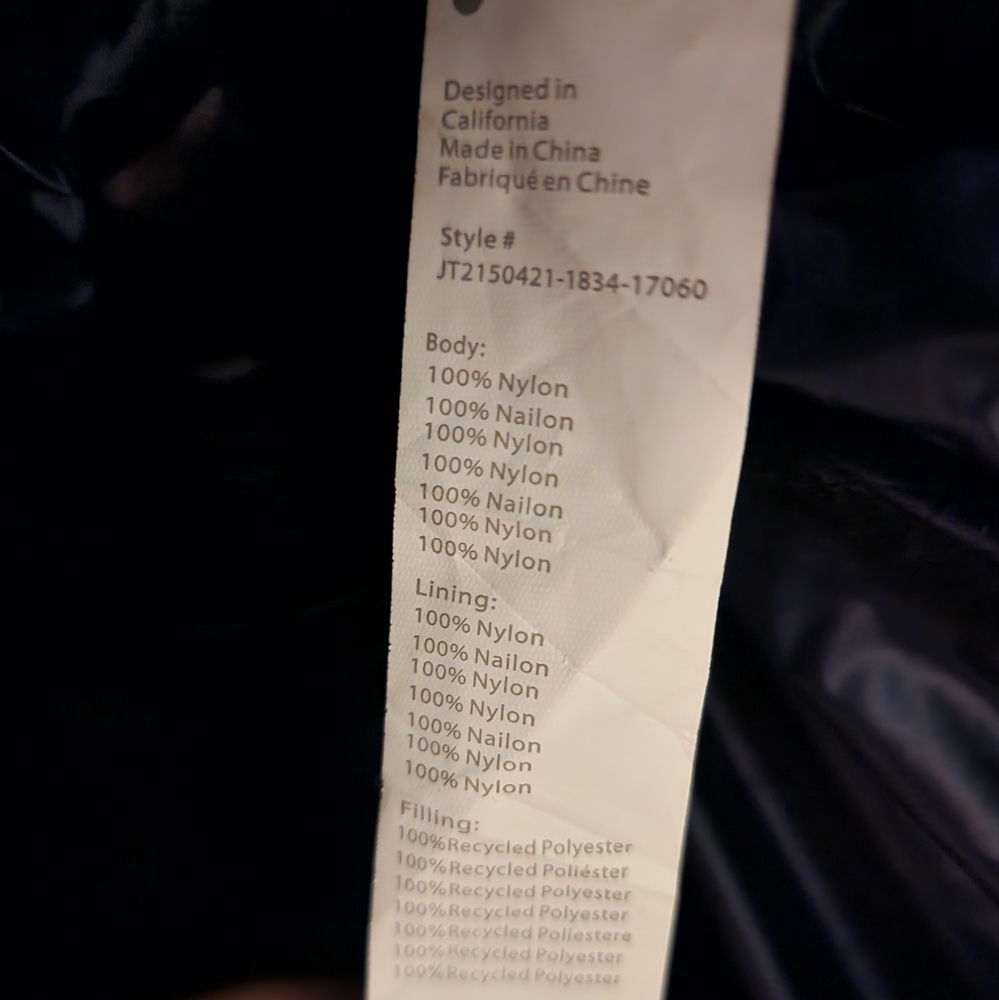 Designed in
California
Made in China
Fabriqué en Chine
Style #
JT2150421-1834-17060
Body:
100% Nylon
100% Nailon
100% Nylon
100% Nylon
100% Nailon
100% Nylon
100% Nylon
Lining:
100% Nylon
100% Nailon
100% Nylon
100% Nylon
100% Nailon
100% Nylon
100% Nylon
Filling:
100%Recycled Polyester
100%Recycled Poliéster
100%Recycled Polyester
100%Recycled Polyester
100%Recycled Poliestere
100%Recycled Polyester
100%Recycled Polyester